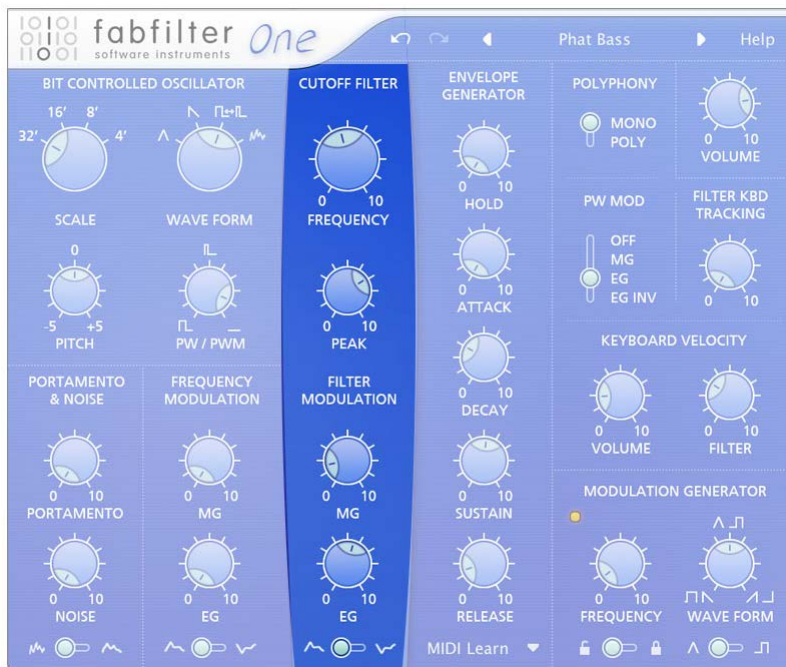 fabfilter
software instruments
One
Phat Bass
Help
BIT CONTROLLED OSCILLATOR
32' 16' 8' 4'
SCALE
WAVE FORM
0
-5 +5
PITCH
PW / PWM
PORTAMENTO
& NOISE
0 10
PORTAMENTO
0 10
NOISE
FREQUENCY
MODULATION
0 10
MG
0 10
EG
CUTOFF FILTER
0 10
FREQUENCY
0 10
PEAK
FILTER
MODULATION
0 10
MG
0 10
EG
ENVELOPE
GENERATOR
0 10
HOLD
0 10
ATTACK
0 10
DECAY
0 10
SUSTAIN
0 10
RELEASE
MIDI Learn
POLYPHONY
MONO
POLY
0 10
VOLUME
PW MOD
OFF
MG
EG
EG INV
FILTER KBD
TRACKING
0 10
KEYBOARD VELOCITY
0 10
VOLUME
0 10
FILTER
MODULATION GENERATOR
0 10
FREQUENCY
WAVE FORM